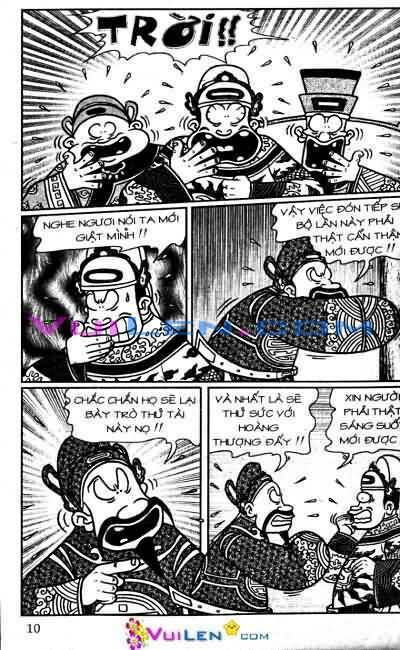 TRỜI!!
NGHE NGƯƠI NÓI TA MỚI
GIẬT MÌNH !!
VẬY VIỆC ĐÓN TIẾP S
BỘ LẦN NÀY PHẢI
THẬT CẨN THẬN
MỚI ĐƯỢC !!
VUILEN.COM
CHẮC CHẮN HỌ SẼ LẠI
BÀY TRÒ THỬ TÀI
NÀY NỌ !!
VÀ NHẤT LÀ SẼ
THỬ SỨC VỚI
HOÀNG
THƯỢNG ĐẤY !!
XIN NGƯỜI
PHẢI THẬT
SÁNG SUỐ
MỚI ĐƯỢC
10
VUILEN.COM